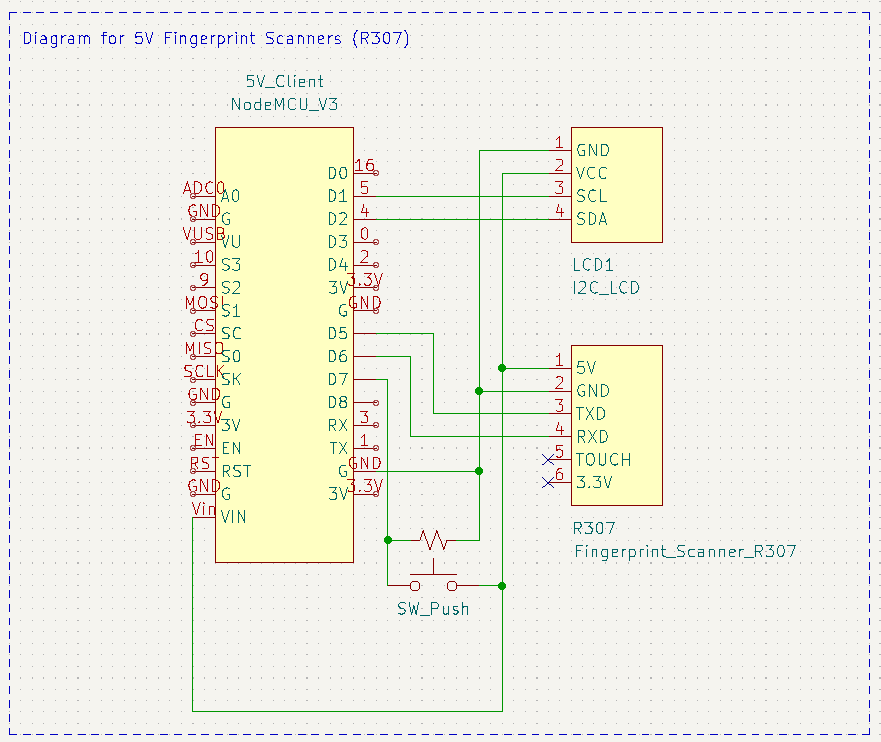 Diagram for 5V Fingerprint Scanners (R307)
5V_Client
NodeMCU_V3
ADC0 A0
GND G
VUSB VU
10 S3
9 S2
MOSI S1
CS SC
MISO S0
SCLK SK
GND G
3.3V 3V
EN EN
RST RST
GND G
Vin VIN
D0 16
D1 5
D2 4
D3 0
D4 2
3V 3.3V
G GND
D5
D6
D7
D8
RX 3
TX 1
G GND
3V 3.3V
1 GND
2 VCC
3 SCL
4 SDA
LCD1
I2C_LCD
1 5V
2 GND
3 TXD
4 RXD
5 TOUCH
6 3.3V
R307
Fingerprint_Scanner_R307
SW_Push